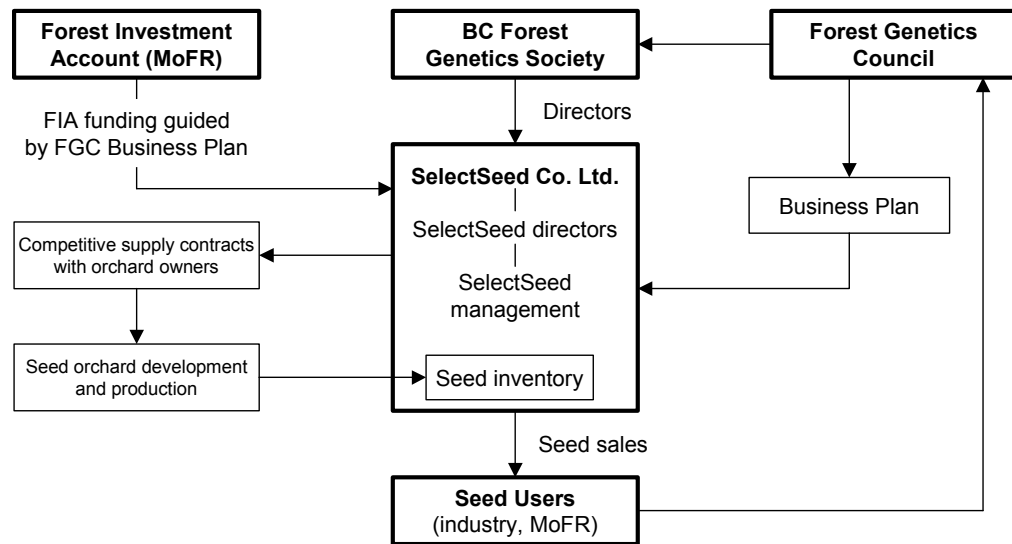 Forest Investment
Account (MoFR)
BC Forest
Genetics Society
Forest Genetics
Council
FIA funding guided
by FGC Business Plan
Directors
SelectSeed Co. Ltd.
SelectSeed directors
SelectSeed
management
Business Plan
Competitive supply contracts
with orchard owners
Seed orchard development
and production
Seed inventory
Seed sales
Seed Users
(industry, MoFR)